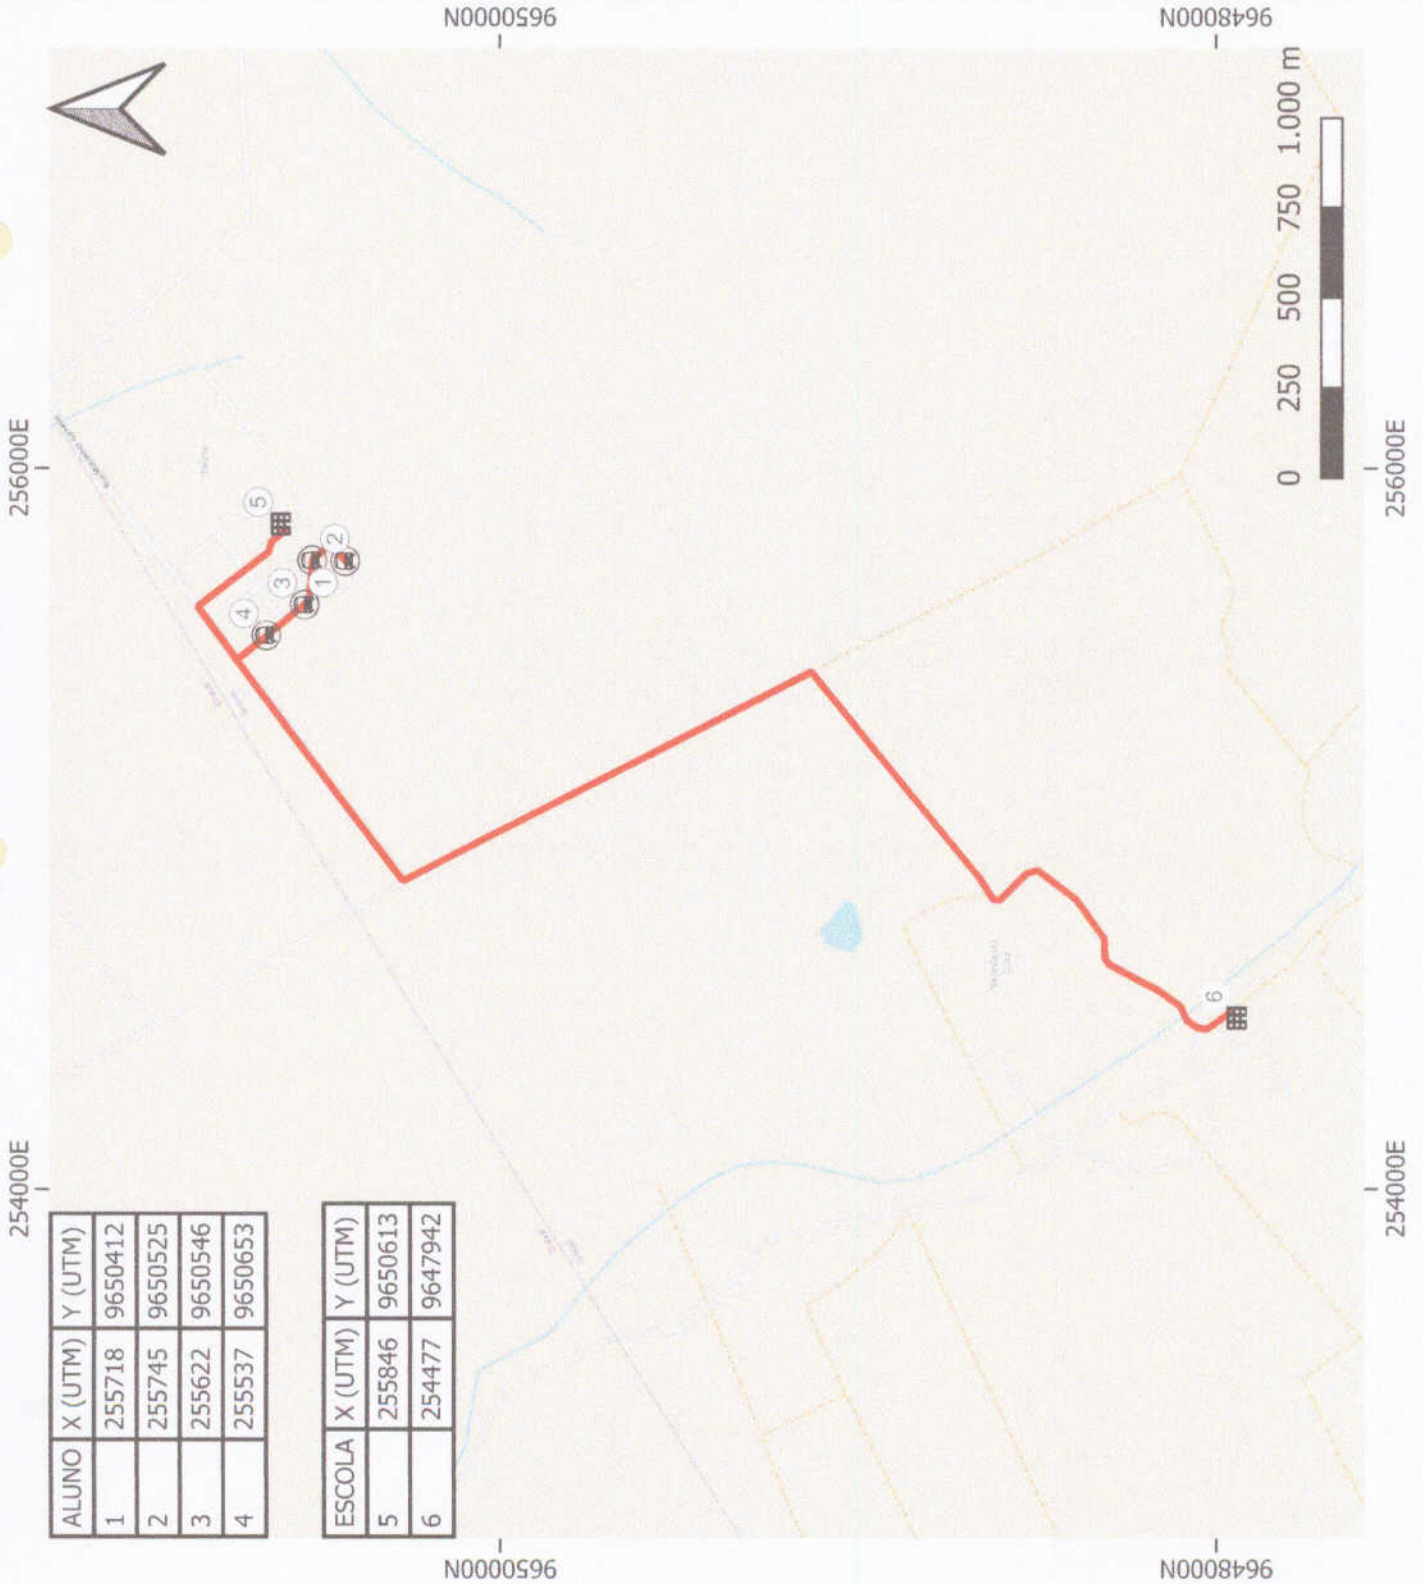 ALUNO X (UTM) Y (UTM)
1 255718 9650412
2 255745 9650525
3 255622 9650546
4 255537 9650653
ESCOLA X (UTM) Y (UTM)
5 255846 9650613
6 254477 9647942
254000E
256000E
9650000N
9648000N
9650000N
9648000N
254000E
256000E
5
4
3
2
1
6
0 250 500 750 1.000 m